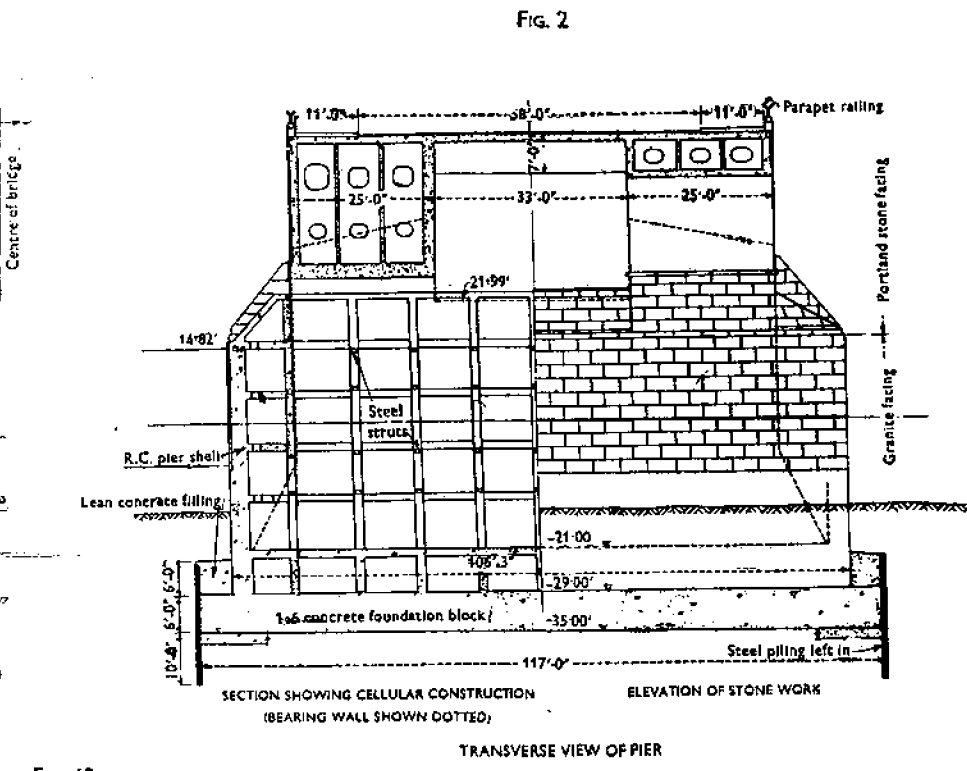 FIG. 2
11'-0"
58'-0"
11'-0"
Parapet railing
Centre of bridge
7'-0"
25'-0"
33'-0"
25'-0"
Portland stone facing
21·99'
14·82'
Steel
struts
Granite facing
R.C. pier shell
Lean concrete filling
-21·00
106'-3"
-29·00'
6'-0"
6'-0"
1:6 concrete foundation block
-35·00'
10'-0"
Steel piling left in
117'-0"
SECTION SHOWING CELLULAR CONSTRUCTION
(BEARING WALL SHOWN DOTTED)
ELEVATION OF STONE WORK
TRANSVERSE VIEW OF PIER